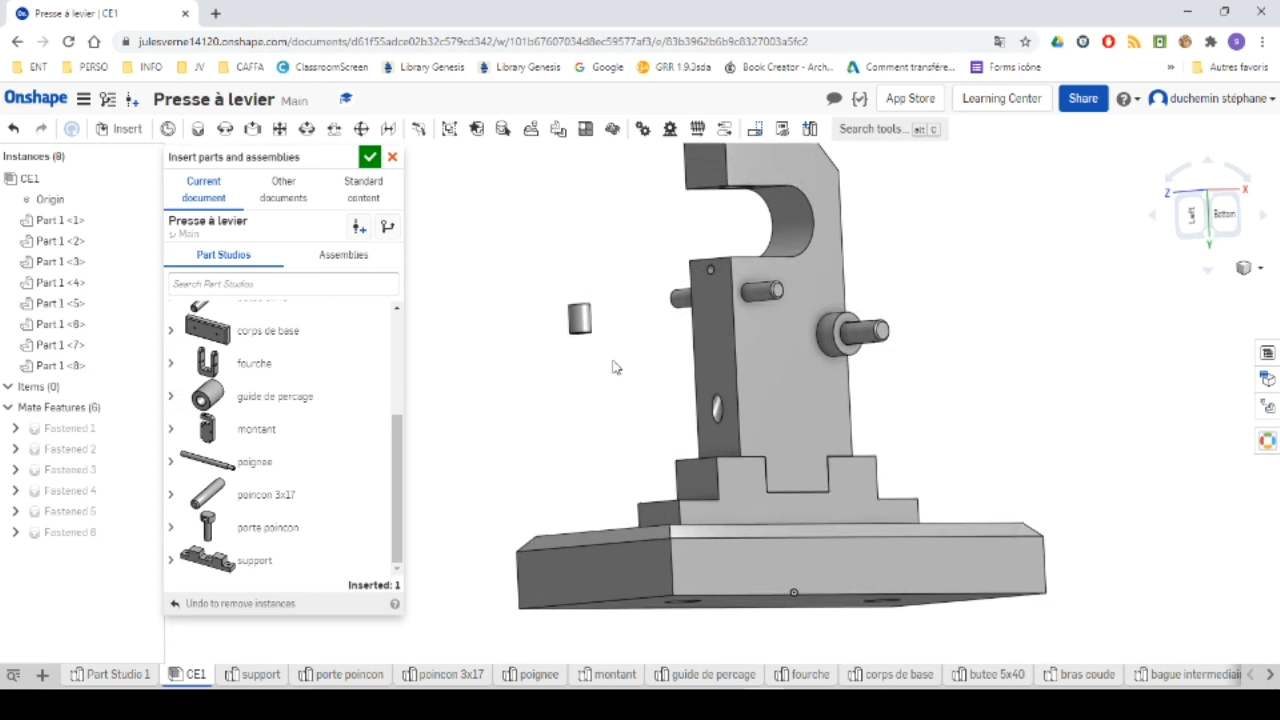 Presse à levier | CE1
julesverne14120.onshape.com/documents/d61f55adce02b32c579cd342/w/101b67607034d8ec59577af3/e/83b3962b6b9c8327003a5fc2
ENT
PERSO
INFO
JV
CAFFA
ClassroomScreen
Library Genesis
Library Genesis
Google
GRR 1.9.3sda
Book Creator - Arch...
Comment transfére...
Forms icône
»
Autres favoris
Onshape
Presse à levier Main
App Store
Learning Center
Share
duchemin stéphane
Insert
Search tools... alt C
Instances (8)
CE1
Origin
Part 1 <1>
Part 1 <2>
Part 1 <3>
Part 1 <4>
Part 1 <5>
Part 1 <6>
Part 1 <7>
Part 1 <8>
Items (0)
Mate Features (6)
Fastened 1
Fastened 2
Fastened 3
Fastened 4
Fastened 5
Fastened 6
Insert parts and assemblies
Current document
Other documents
Standard content
Presse à levier
Main
Part Studios
Assemblies
Search Part Studios
corps de base
fourche
guide de percage
montant
poignee
poincon 3x17
porte poincon
support
Inserted: 1
Undo to remove instances
Z
X
Left
Bottom
Y
Part Studio 1
CE1
support
porte poincon
poincon 3x17
poignee
montant
guide de percage
fourche
corps de base
butee 5x40
bras coude
bague intermediai